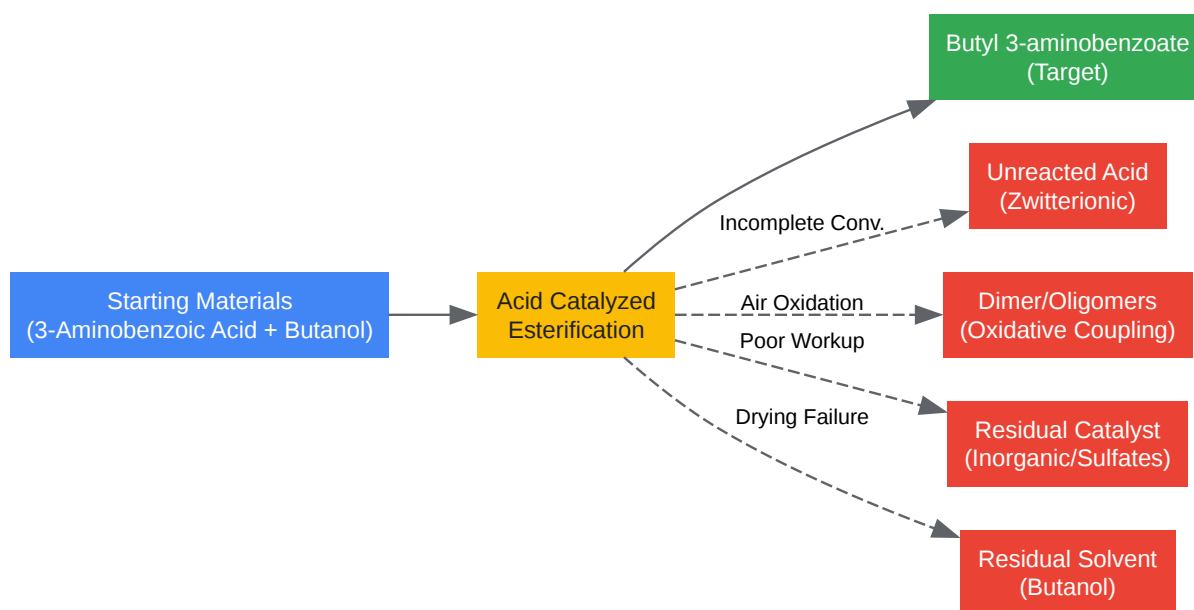 Butyl 3-aminobenzoate
(Target)
Unreacted Acid
(Zwitterionic)
Incomplete Conv.
Starting Materials
(3-Aminobenzoic Acid + Butanol)
Acid Catalyzed
Esterification
Air Oxidation
Dimer/Oligomers
(Oxidative Coupling)
Poor Workup
Drying Failure
Residual Catalyst
(Inorganic/Sulfates)
Residual Solvent
(Butanol)